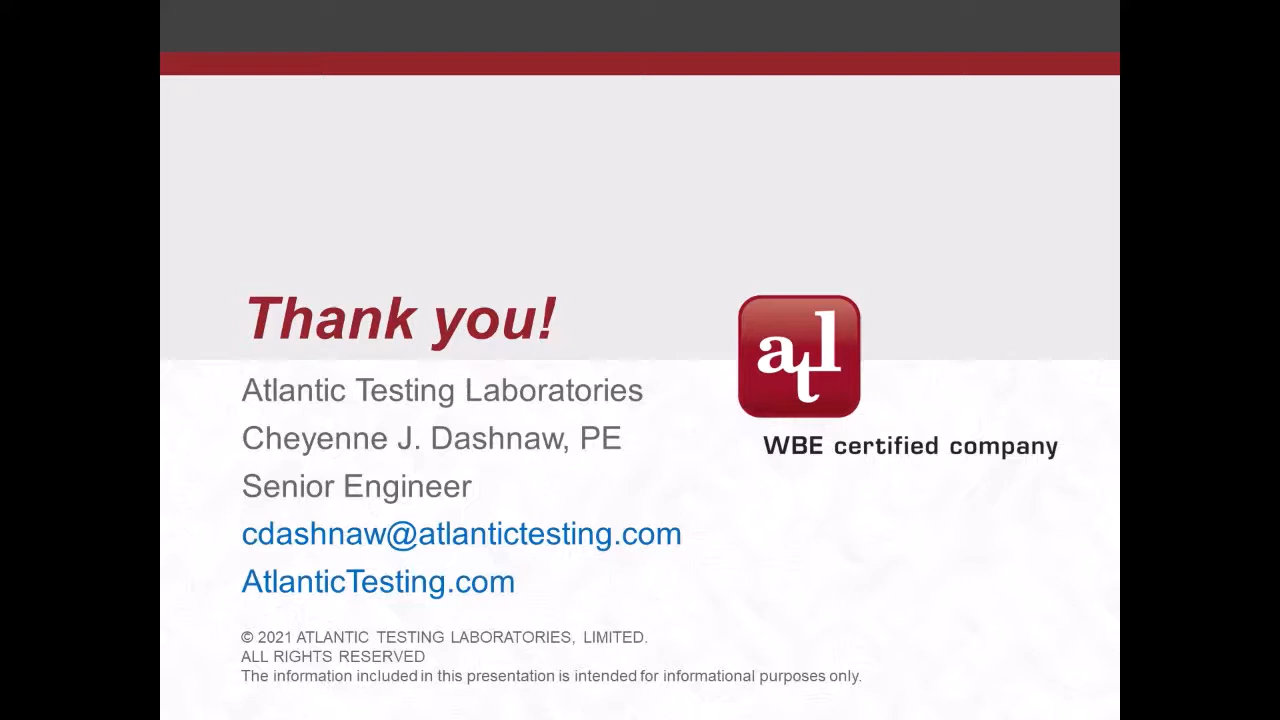 Thank you!
atl
WBE certified company
Atlantic Testing Laboratories
Cheyenne J. Dashnaw, PE
Senior Engineer
cdashnaw@atlantictesting.com
AtlanticTesting.com
© 2021 ATLANTIC TESTING LABORATORIES, LIMITED.
ALL RIGHTS RESERVED
The information included in this presentation is intended for informational purposes only.